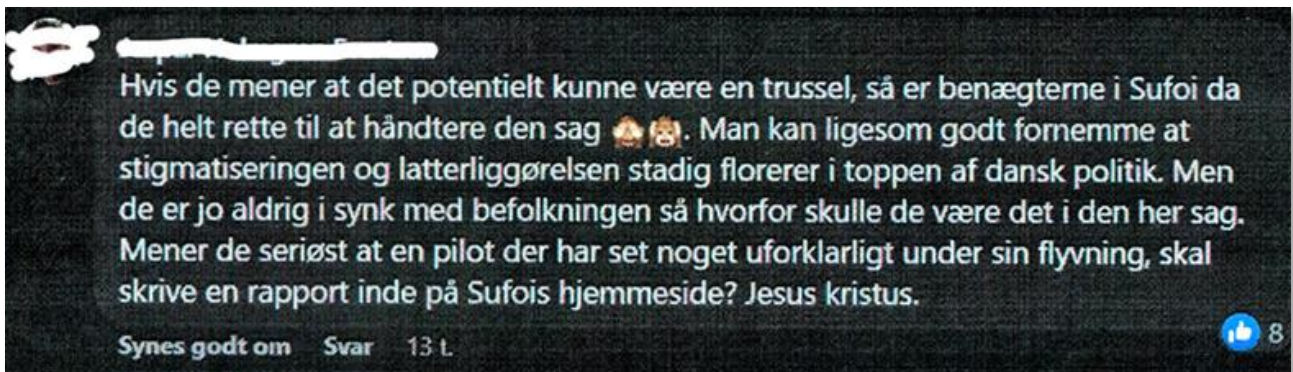 Hvis de mener at det potentielt kunne være en trussel, så er benægterne i Sufoi da
de helt rette til at håndtere den sag 🙈🙉. Man kan ligesom godt fornemme at
stigmatiseringen og latterliggørelsen stadig florerer i toppen af dansk politik. Men
de er jo aldrig i synk med befolkningen så hvorfor skulle de være det i den her sag.
Mener de seriøst at en pilot der har set noget uforklarligt under sin flyvning, skal
skrive en rapport inde på Sufois hjemmeside? Jesus kristus.
Synes godt om Svar 13 t. 8